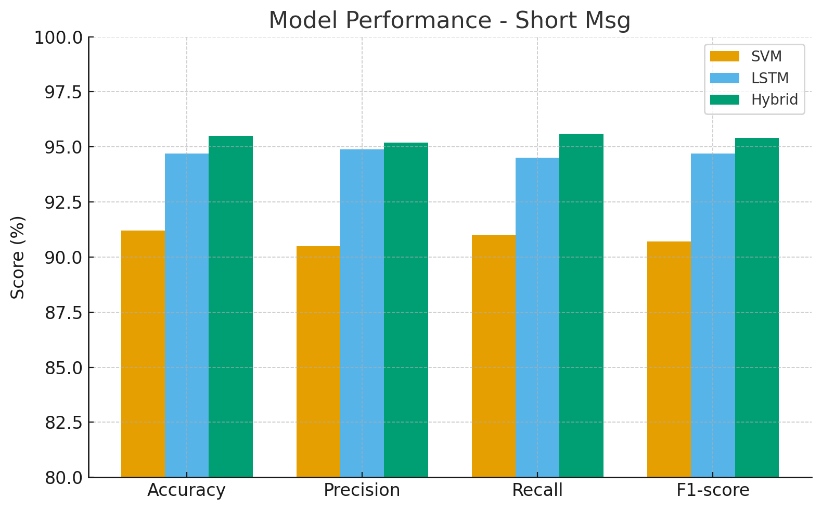 Model Performance - Short Msg
100.0
97.5
95.0
92.5
90.0
87.5
85.0
82.5
80.0
Score (%)
SVM
LSTM
Hybrid
Accuracy Precision Recall F1-score